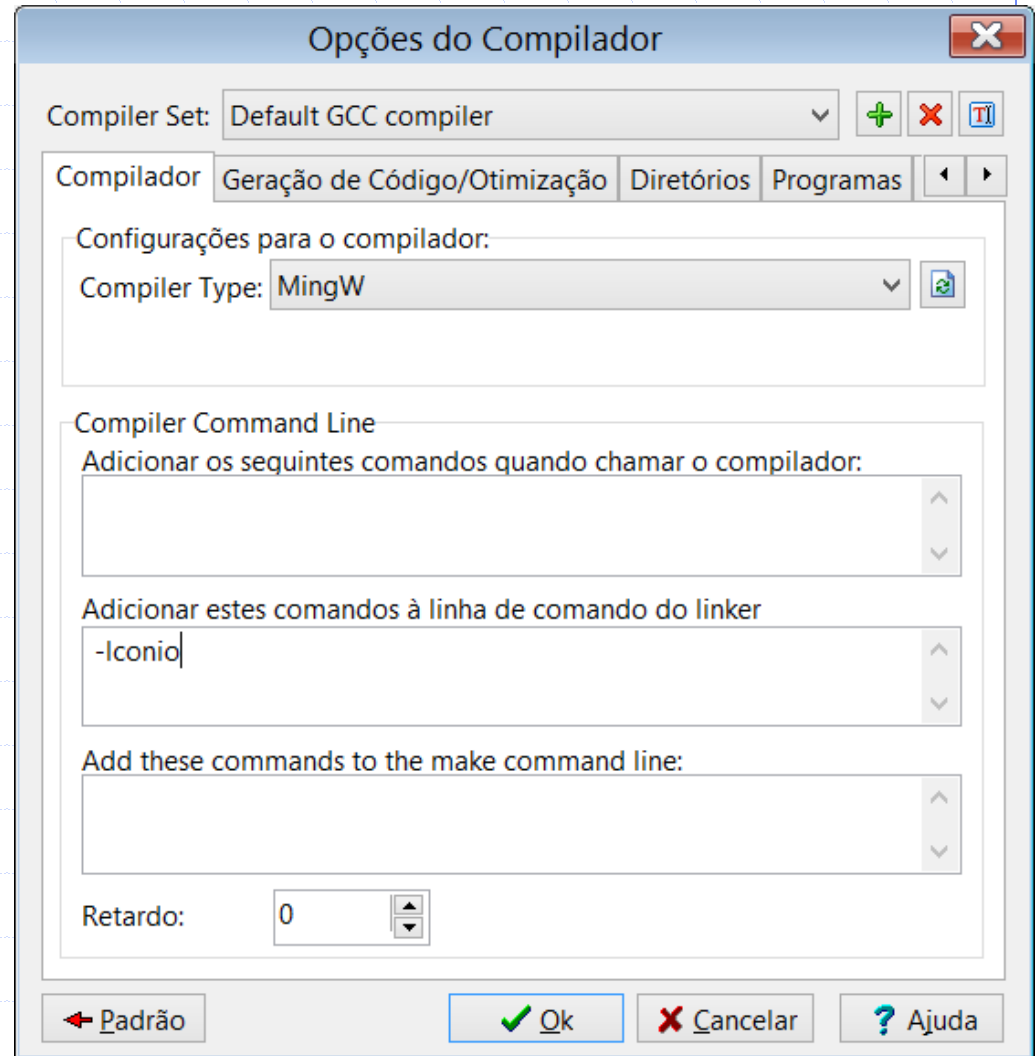 Opções do Compilador
Compiler Set: Default GCC compiler
Compilador Geração de Código/Otimização Diretórios Programas
Configurações para o compilador:
Compiler Type: MingW
Compiler Command Line
Adicionar os seguintes comandos quando chamar o compilador:
Adicionar estes comandos à linha de comando do linker
-lconio
Add these commands to the make command line:
Retardo: 0
Padrão Ok Cancelar Ajuda